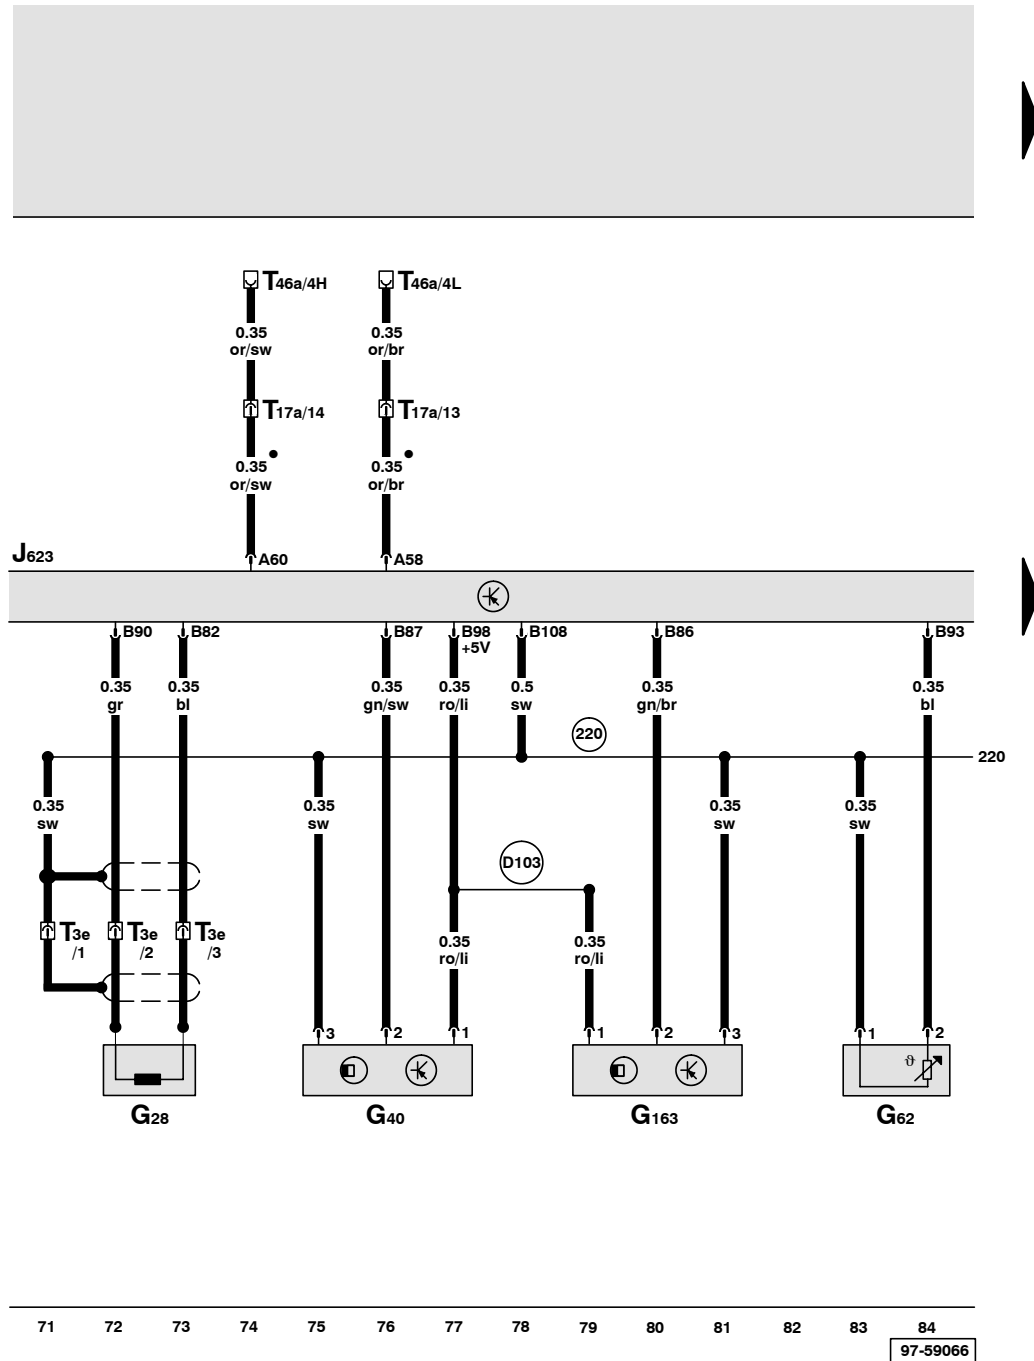 T46a/4H T46a/4L
0.35 0.35
or/sw or/br
T17a/14 T17a/13
0.35 0.35
or/sw or/br
J623
A60 A58
B90 B82 B87 B98 B108 B86 B93
+5V
0.35 0.35 0.35 0.35 0.5 0.35 0.35
gr bl gn/sw ro/li sw gn/br bl
220
220
0.35 0.35 0.35 0.35
sw sw sw sw
D103
T3e T3e T3e
/1 /2 /3
0.35 0.35
ro/li ro/li
3 2 1 1 2 3 1 2
ϑ
G28 G40 G163 G62
71 72 73 74 75 76 77 78 79 80 81 82 83 84
97-59066